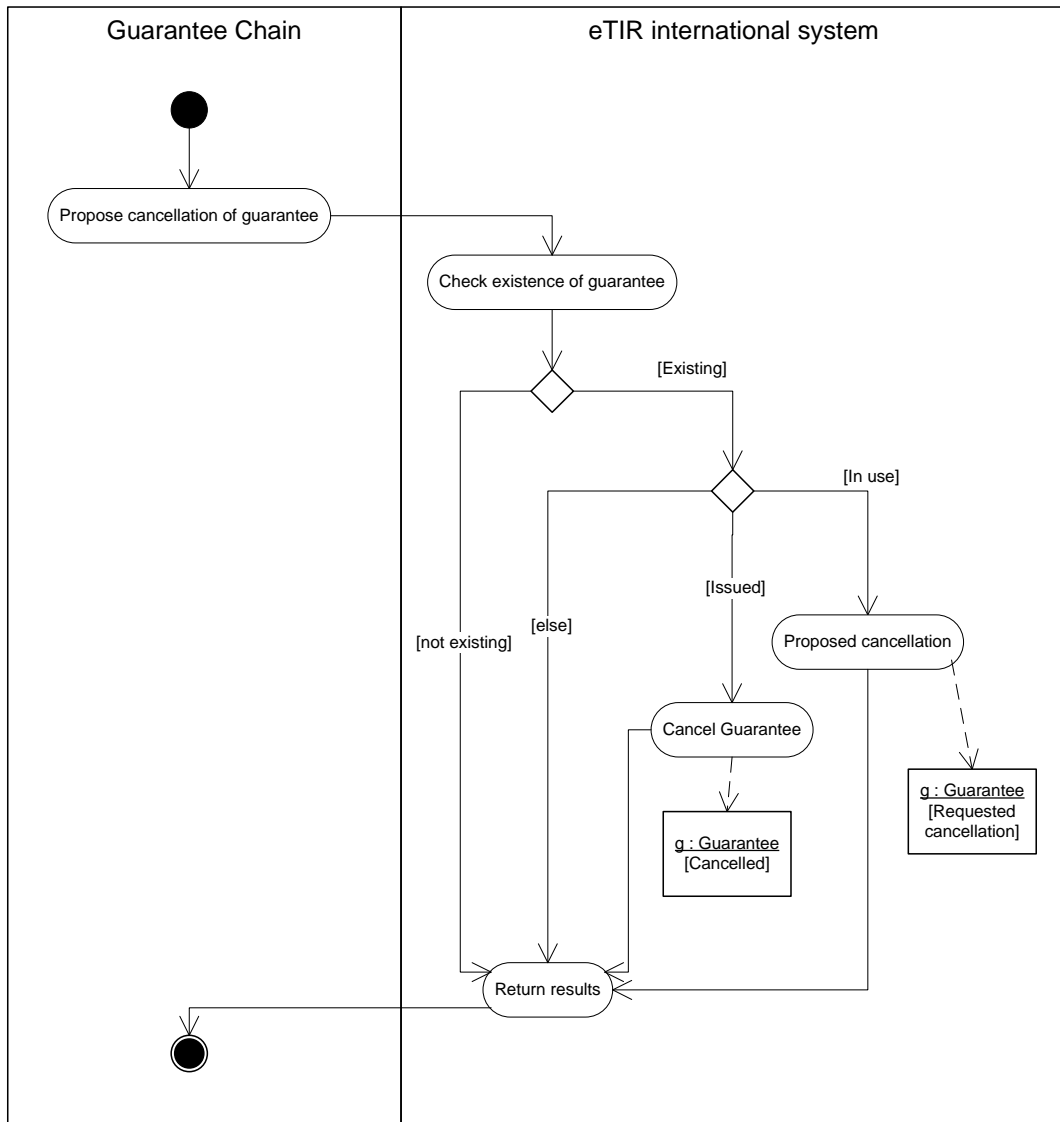 Guarantee Chain
eTIR international system
Propose cancellation of guarantee
Check existence of guarantee
[Existing]
[In use]
[Issued]
[else]
[not existing]
Proposed cancellation
Cancel Guarantee
g : Guarantee
[Requested
cancellation]
g : Guarantee
[Cancelled]
Return results